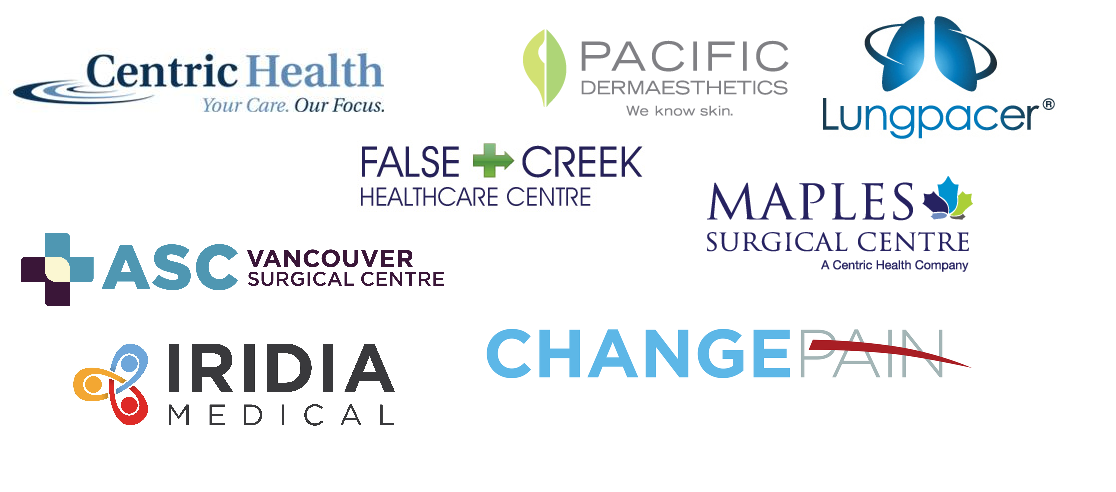 Centric Health
Your Care. Our Focus.
PACIFIC
DERMAESTHETICS
We know skin.
Lungpacer®
FALSE CREEK
HEALTHCARE CENTRE
MAPLES
SURGICAL CENTRE
A Centric Health Company
ASC VANCOUVER
SURGICAL CENTRE
IRIDIA
MEDICAL
CHANGEPAIN